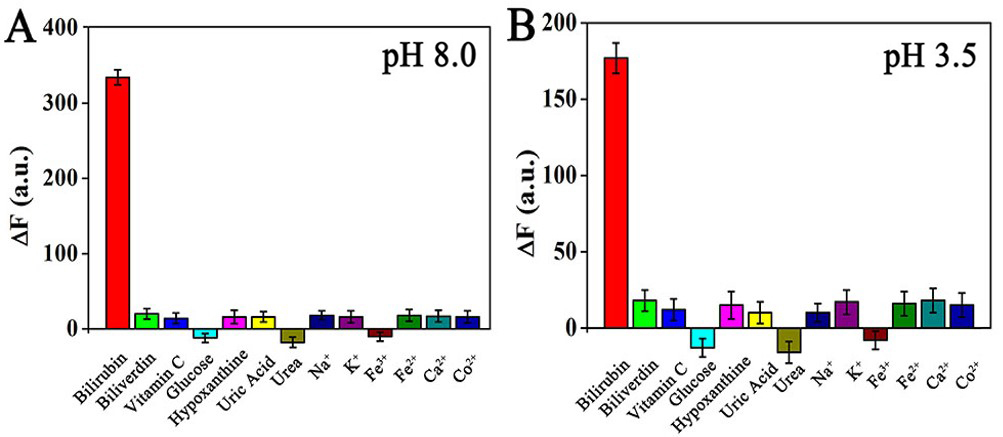 A
pH 8.0
ΔF (a.u.)
400
300
200
100
0
Bilirubin
Biliverdin
Vitamin C
Glucose
Hypoxanthine
Uric Acid
Urea
Na⁺
K⁺
Fe³⁺
Fe²⁺
Ca²⁺
Co²⁺
B
pH 3.5
ΔF (a.u.)
200
150
100
50
0
Bilirubin
Biliverdin
Vitamin C
Glucose
Hypoxanthine
Uric Acid
Urea
Na⁺
K⁺
Fe³⁺
Fe²⁺
Ca²⁺
Co²⁺